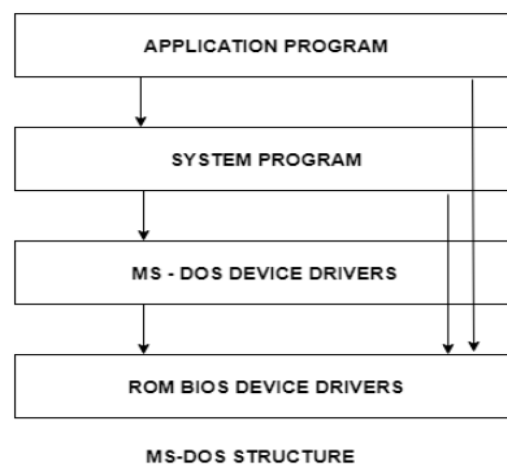 APPLICATION PROGRAM
SYSTEM PROGRAM
MS - DOS DEVICE DRIVERS
ROM BIOS DEVICE DRIVERS
MS-DOS STRUCTURE